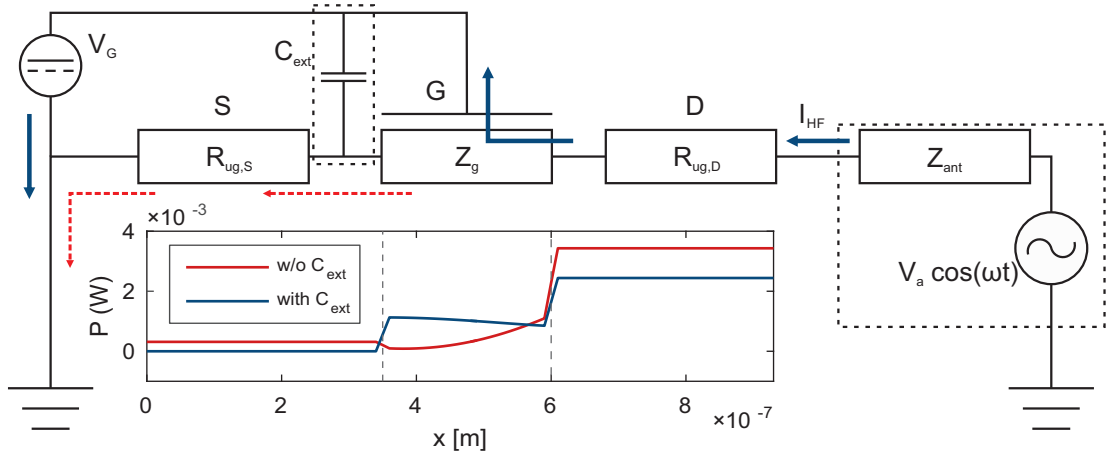 V_G
C_ext
G
S
D
I_HF
R_ug,S
Z_g
R_ug,D
Z_ant
V_a cos(ωt)
×10 -3
P (W)
4
2
0
w/o C_ext
with C_ext
0 2 4 6 8
×10 -7
x [m]